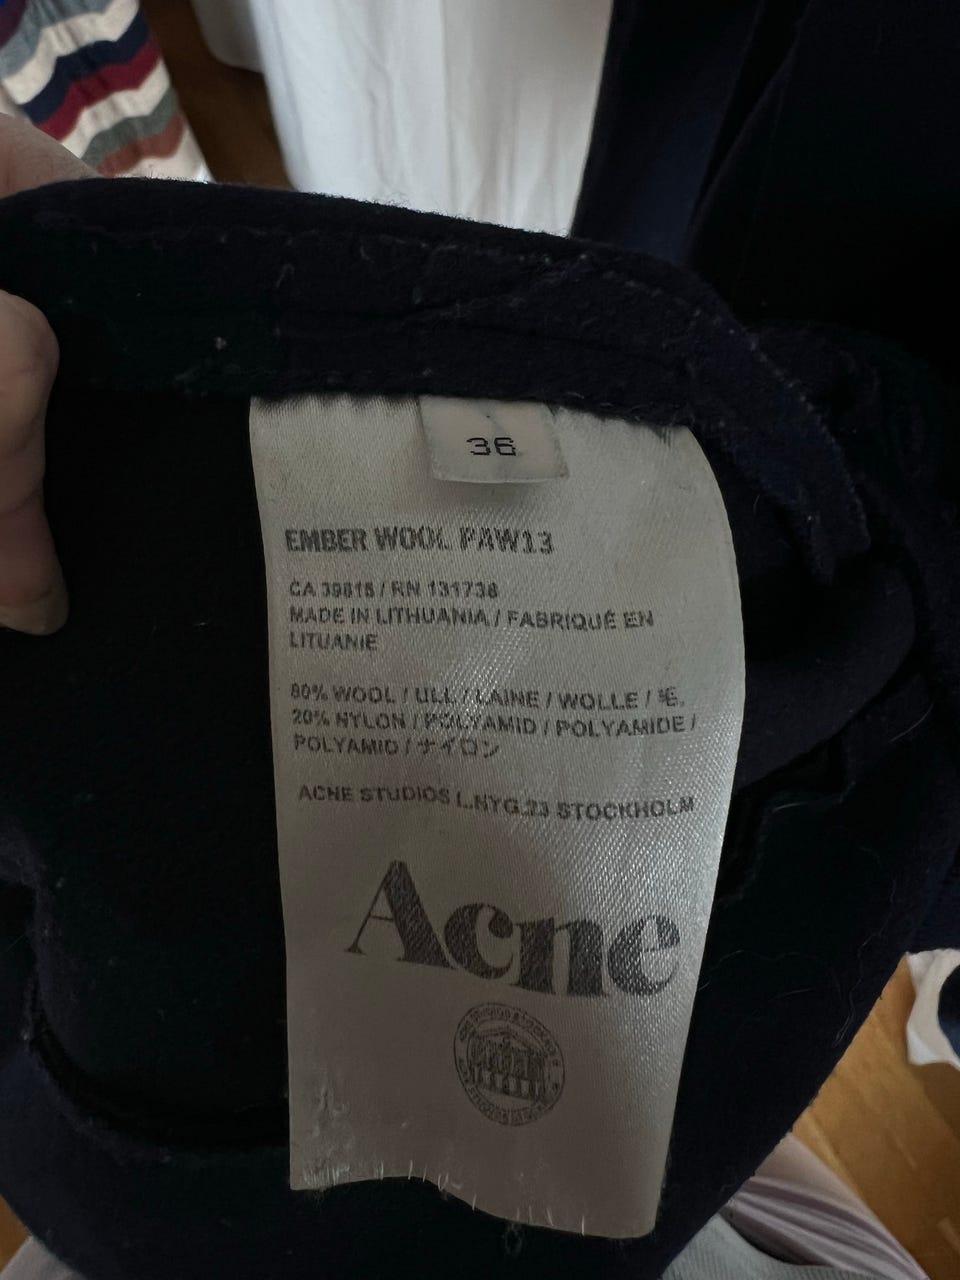 36
EMBER WOOL PAW13
CA 39815 / RN 131738
MADE IN LITHUANIA / FABRIQUÉ EN
LITUANIE
80% WOOL / ULL / LAINE / WOLLE / 毛,
20% NYLON / POLYAMID / POLYAMIDE /
POLYAMID / ナイロン
ACNE STUDIOS L.NYG.23 STOCKHOLM
Acne